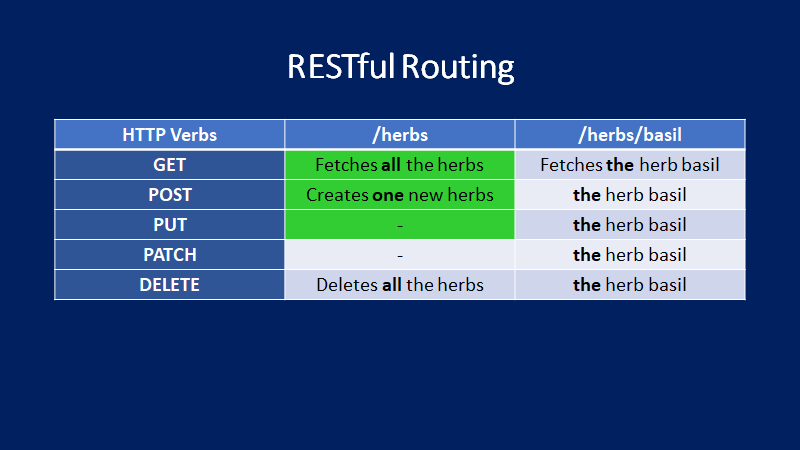 RESTful Routing
HTTP Verbs /herbs /herbs/basil
GET Fetches all the herbs Fetches the herb basil
POST Creates one new herbs the herb basil
PUT - the herb basil
PATCH - the herb basil
DELETE Deletes all the herbs the herb basil